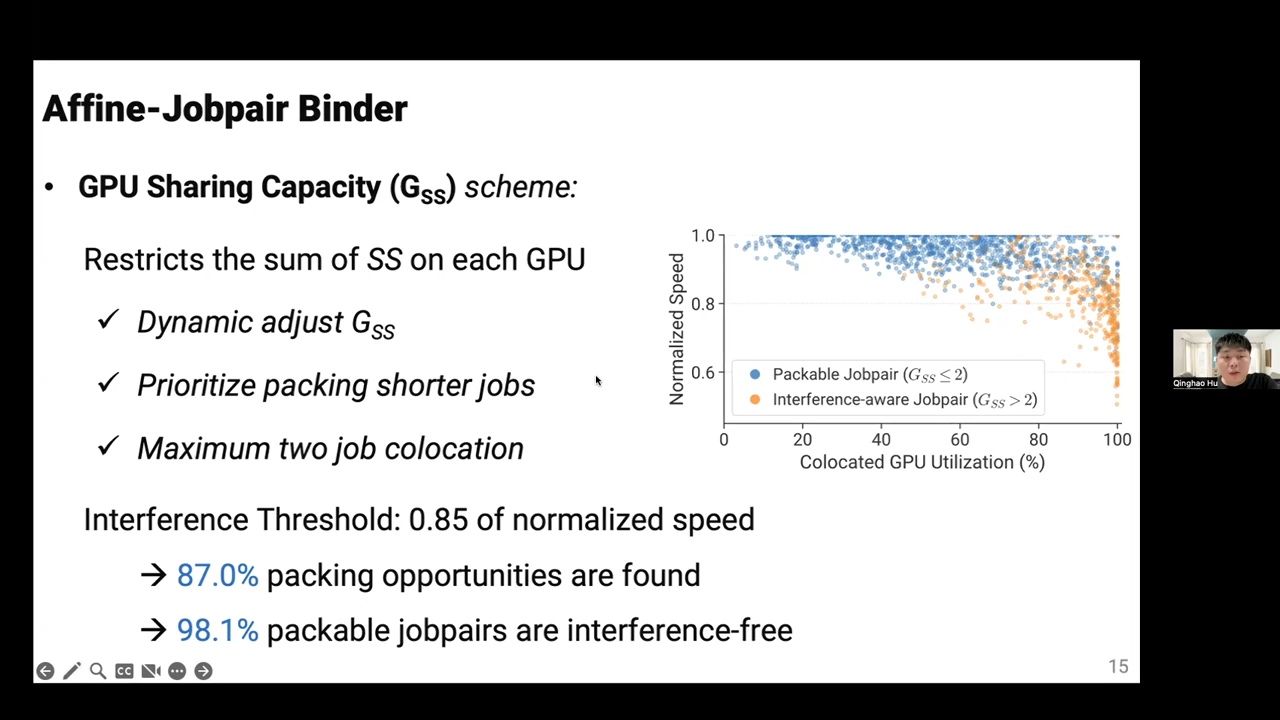 Affine-Jobpair Binder
• GPU Sharing Capacity (GSS) scheme:
Restricts the sum of SS on each GPU
✓ Dynamic adjust GSS
✓ Prioritize packing shorter jobs
✓ Maximum two job colocation
Normalized Speed
1.0
0.8
0.6
Packable Jobpair (GSS ≤ 2)
Interference-aware Jobpair (GSS > 2)
0 20 40 60 80 100
Colocated GPU Utilization (%)
Interference Threshold: 0.85 of normalized speed
→ 87.0% packing opportunities are found
→ 98.1% packable jobpairs are interference-free
CC
15
Qinghao Hu